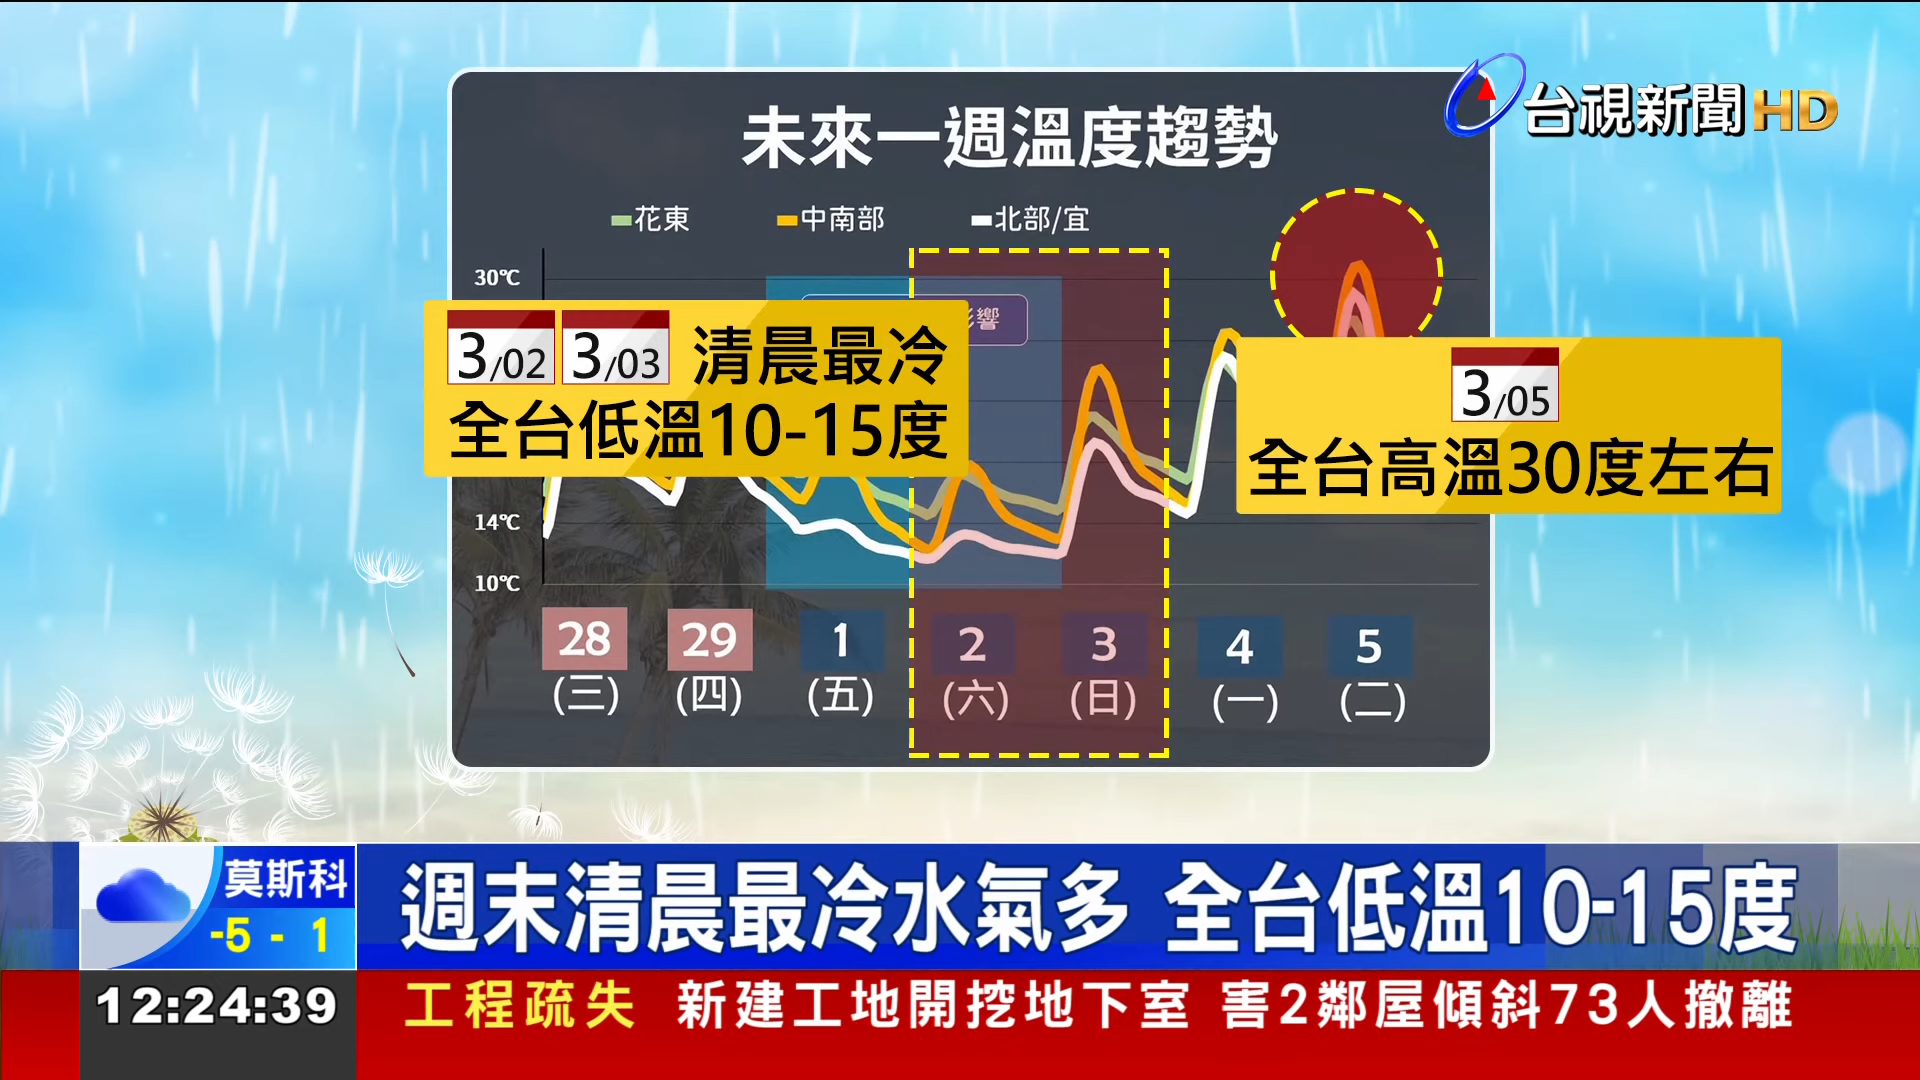 台視新聞HD
未來一週溫度趨勢
花東 中南部 北部/宜
30℃
響
3/02 3/03 清晨最冷
全台低溫10-15度
3/05
全台高溫30度左右
14℃
10℃
28 29 1 2 3 4 5
(三) (四) (五) (六) (日) (一) (二)
莫斯科
-5 - 1
週末清晨最冷水氣多 全台低溫10-15度
12:24:39
工程疏失 新建工地開挖地下室 害2鄰屋傾斜73人撤離